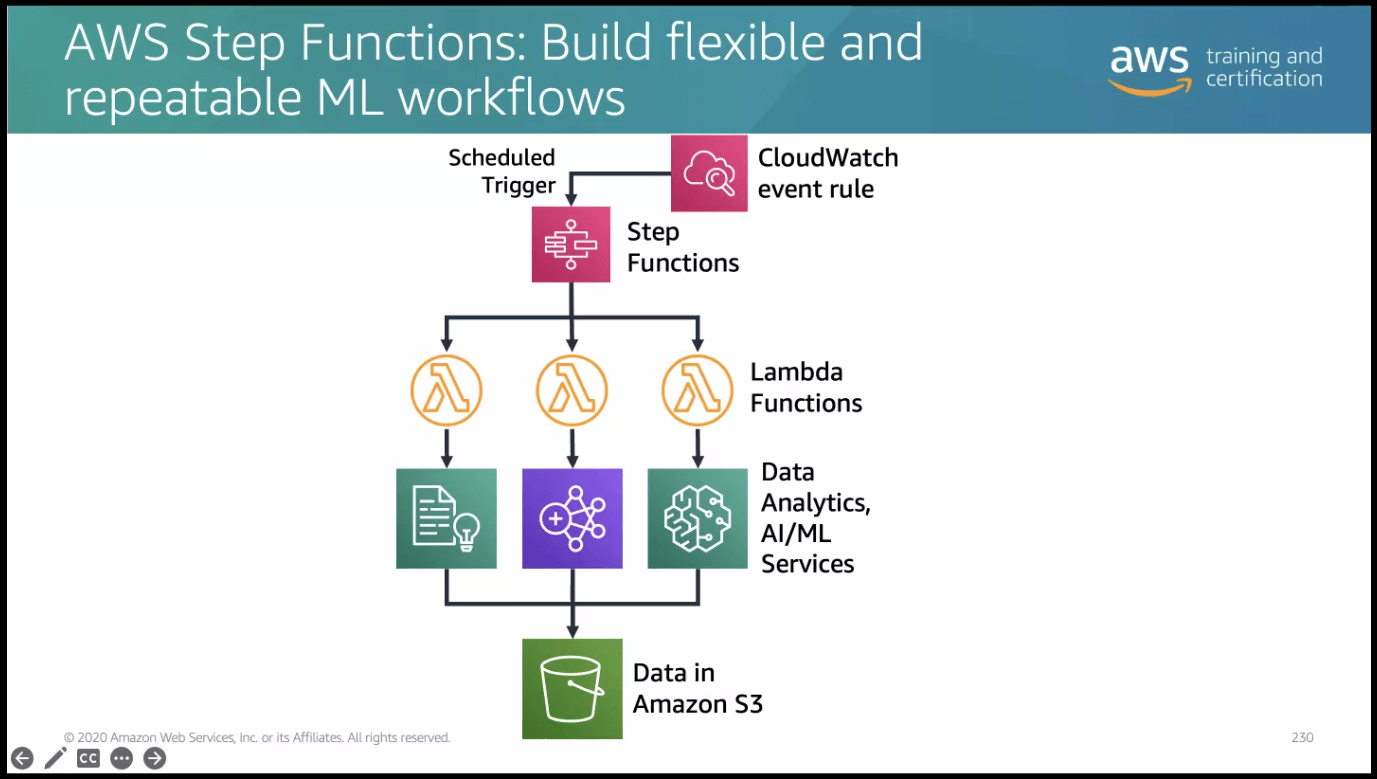 AWS Step Functions: Build flexible and
repeatable ML workflows
aws training and
certification
Scheduled
Trigger
CloudWatch
event rule
Step
Functions
Lambda
Functions
Data
Analytics,
AI/ML
Services
Data in
Amazon S3
© 2020 Amazon Web Services, Inc. or its Affiliates. All rights reserved.
230
CC